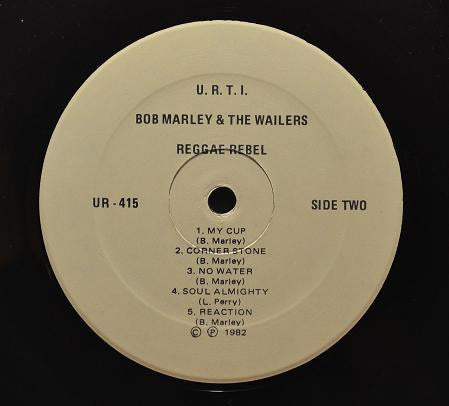 U. R. T. I.
BOB MARLEY & THE WAILERS
REGGAE REBEL
UR - 415
SIDE TWO
1. MY CUP
(B. Marley)
2. CORNER STONE
(B. Marley)
3. NO WATER
(B. Marley)
4. SOUL ALMIGHTY
(L. Perry)
5. REACTION
(B. Marley)
© ℗ 1982